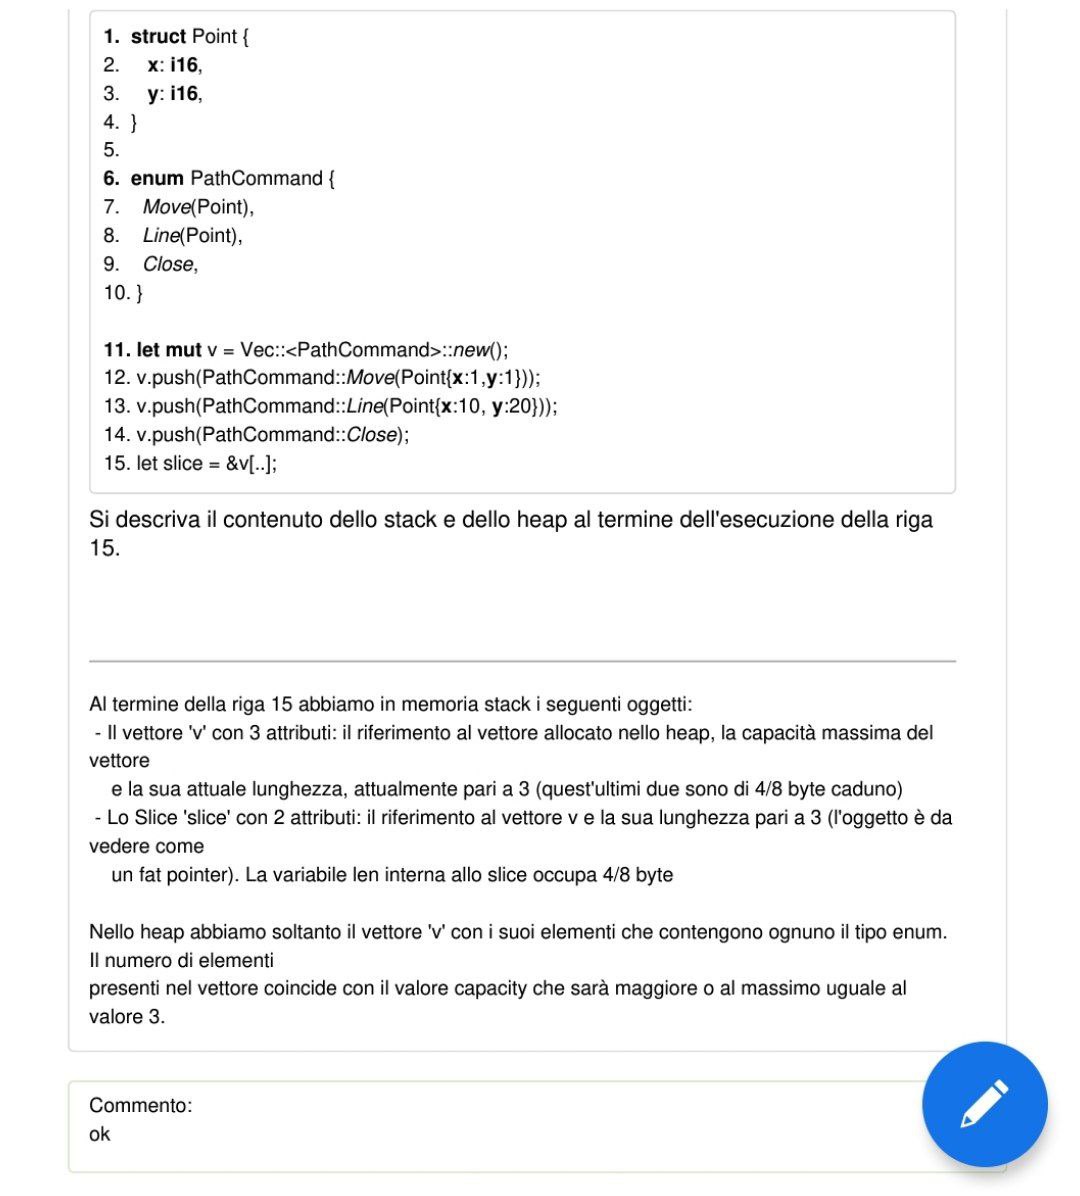 1. struct Point {
2. x: i16,
3. y: i16,
4. }
5.
6. enum PathCommand {
7. Move(Point),
8. Line(Point),
9. Close,
10. }
11. let mut v = Vec::<PathCommand>::new();
12. v.push(PathCommand::Move(Point{x:1,y:1}));
13. v.push(PathCommand::Line(Point{x:10, y:20}));
14. v.push(PathCommand::Close);
15. let slice = &v[..];
Si descriva il contenuto dello stack e dello heap al termine dell'esecuzione della riga
15.
Al termine della riga 15 abbiamo in memoria stack i seguenti oggetti:
- Il vettore 'v' con 3 attributi: il riferimento al vettore allocato nello heap, la capacità massima del
vettore
e la sua attuale lunghezza, attualmente pari a 3 (quest'ultimi due sono di 4/8 byte caduno)
- Lo Slice 'slice' con 2 attributi: il riferimento al vettore v e la sua lunghezza pari a 3 (l'oggetto è da
vedere come
un fat pointer). La variabile len interna allo slice occupa 4/8 byte
Nello heap abbiamo soltanto il vettore 'v' con i suoi elementi che contengono ognuno il tipo enum.
Il numero di elementi
presenti nel vettore coincide con il valore capacity che sarà maggiore o al massimo uguale al
valore 3.
Commento:
ok